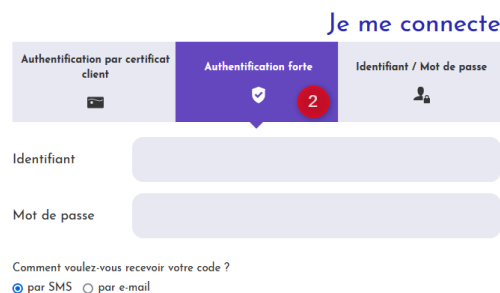 Je me connecte
Authentification par certificat
client
Authentification forte
2
Identifiant / Mot de passe
Identifiant
Mot de passe
Comment voulez-vous recevoir votre code ?
par SMS par e-mail